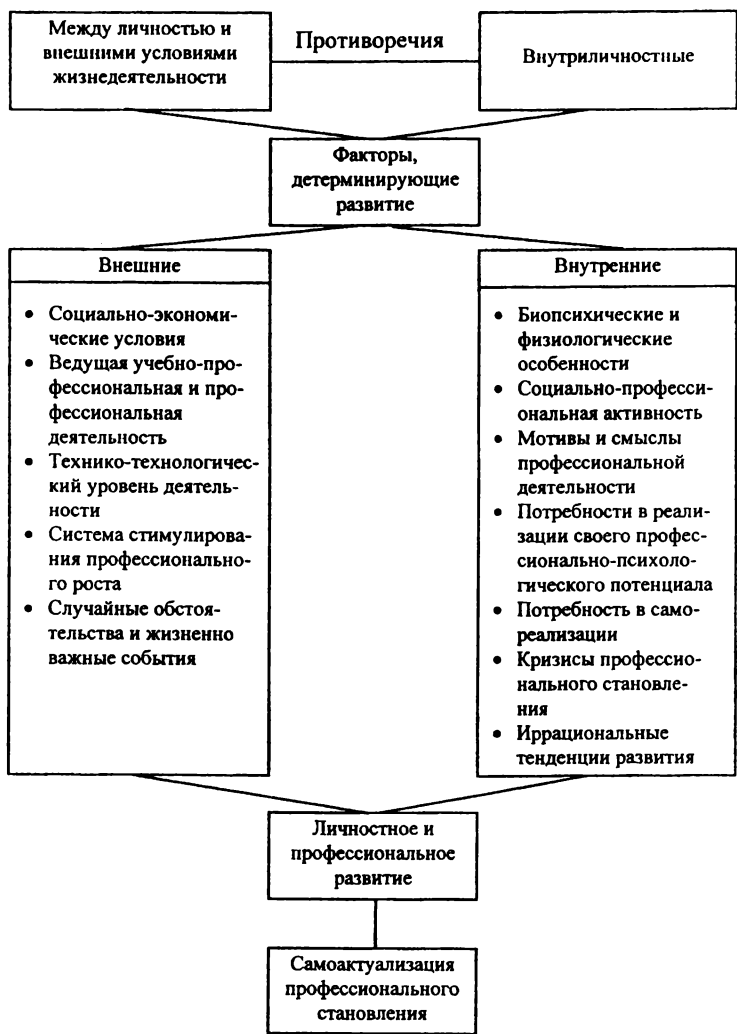 Между личностью и
внешними условиями
жизнедеятельности
Противоречия
Внутриличностные
Факторы,
детерминирующие
развитие
Внешние
• Социально-экономи-
ческие условия
• Ведущая учебно-про-
фессиональная и про-
фессиональная
деятельность
• Технико-технологичес-
кий уровень деятель-
ности
• Система стимулирова-
ния профессионально-
го роста
• Случайные обстоя-
тельства и жизненно
важные события
Внутренние
• Биопсихические и
физиологические
особенности
• Социально-професси-
ональная активность
• Мотивы и смыслы
профессиональной
деятельности
• Потребности в реали-
зации своего профес-
сионально-психоло-
гического потенциала
• Потребность в само-
реализации
• Кризисы профессио-
нального становле-
ния
• Иррациональные
тенденции развития
Личностное и
профессиональное
развитие
Самоактуализация
профессионального
становления